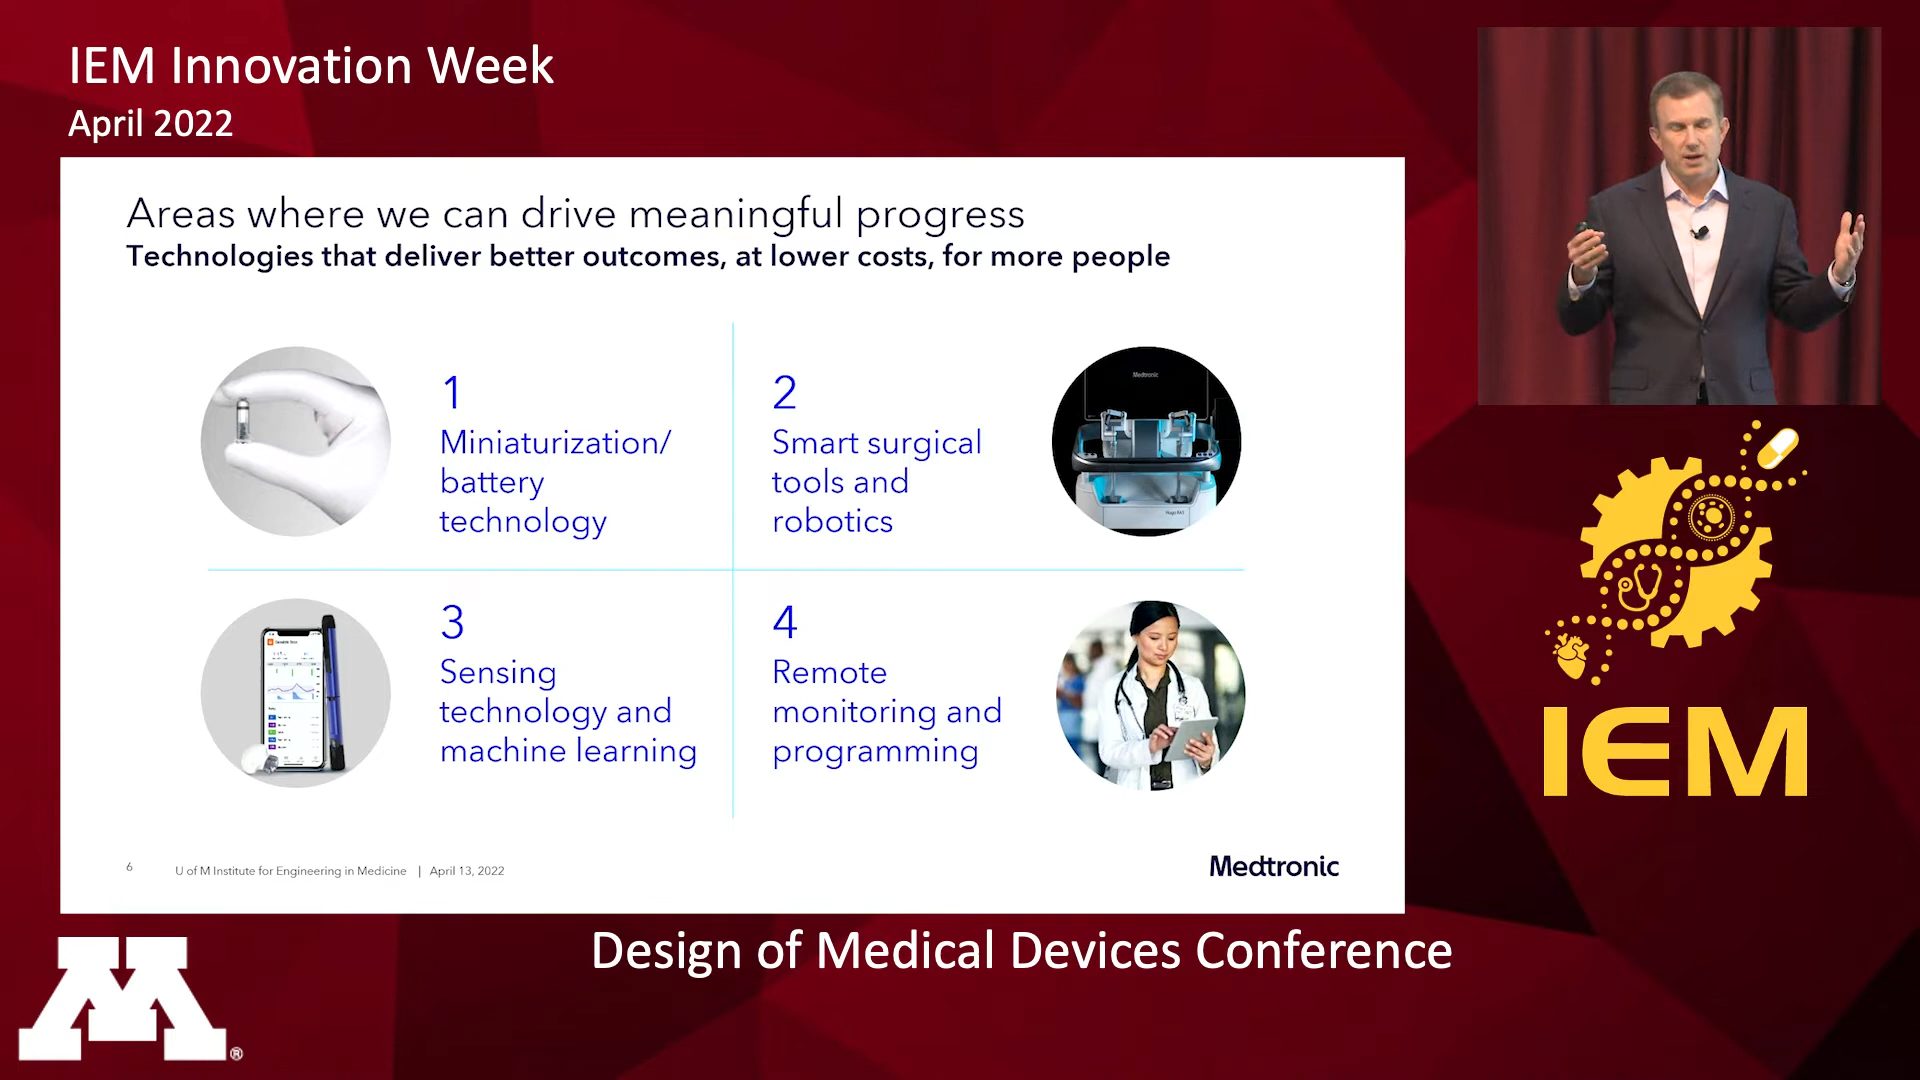 IEM Innovation Week
April 2022
Areas where we can drive meaningful progress
Technologies that deliver better outcomes, at lower costs, for more people
1
Miniaturization/
battery
technology
2
Smart surgical
tools and
robotics
Medtronic
3
Sensing
technology and
machine learning
4
Remote
monitoring and
programming
6
U of M Institute for Engineering in Medicine | April 13, 2022
Medtronic
IEM
Design of Medical Devices Conference
M®